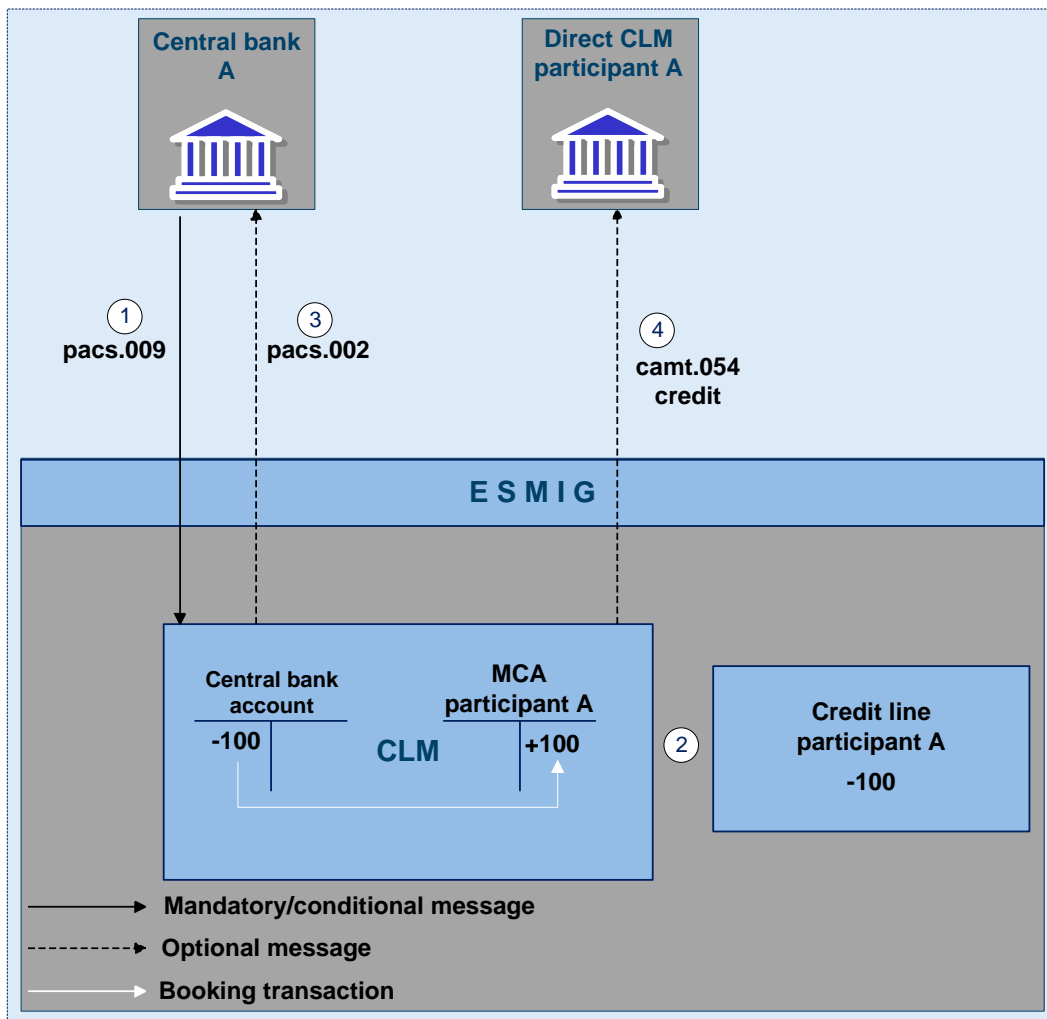 Central bank
A
Direct CLM
participant A
1
pacs.009
3
pacs.002
4
camt.054
credit
E S M I G
Central bank
account
-100
CLM
MCA
participant A
+100
2
Credit line
participant A
-100
Mandatory/conditional message
Optional message
Booking transaction